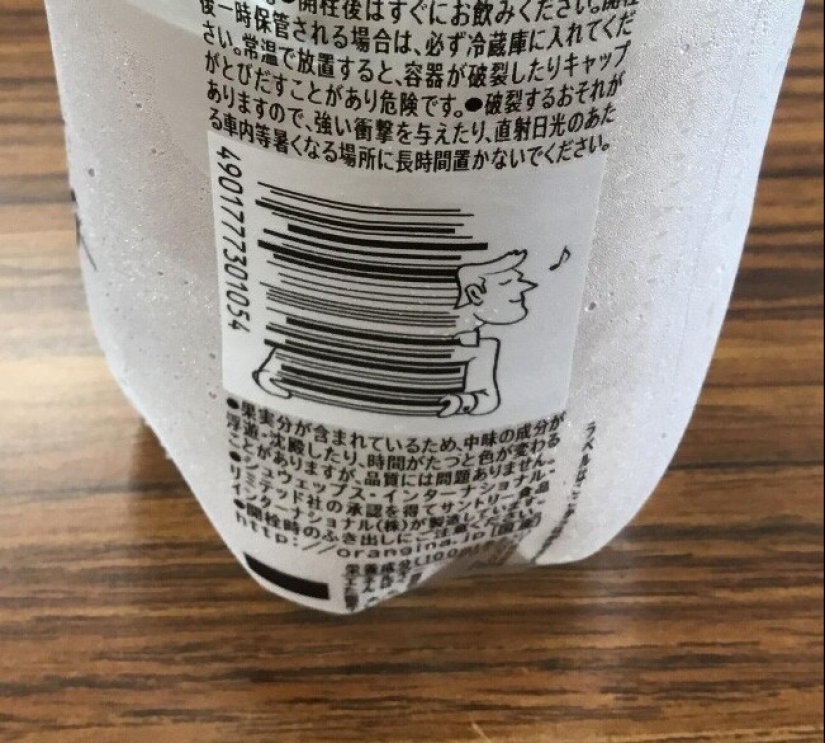 ●開栓後はすぐにお飲みください。開栓
後一時保管される場合は、必ず冷蔵庫に入れてくだ
さい。常温で放置すると、容器が破裂したりキャップ
がとびだすことがあり危険です。●破裂するおそれが
ありますので、強い衝撃を与えたり、直射日光のあた
る車内等暑くなる場所に長時間置かないでください。
4901777301054
●果実分が含まれているため、中味の成分が
浮遊・沈殿したり、時間がたつと色が変わる
ことがありますが、品質には問題ありません。
●シュウェップス・インターナショナル・
リミテッド社の承認を得てサントリー食品
インターナショナル(株)が製造しています。
●開栓時のふき出しにご注意ください。
http://orangina.jp [国産]
栄養成分(100ml
ラベルは、ここ